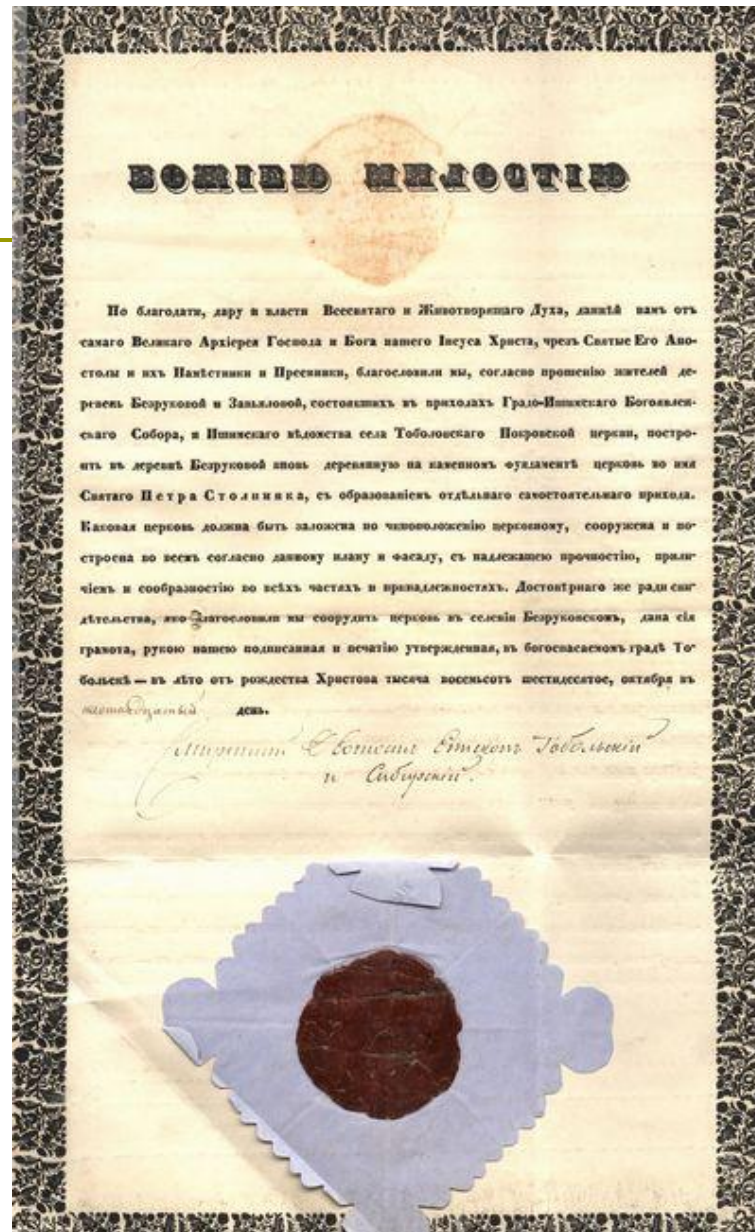 БОЖІЕЮ МИЛОСТІЮ
По благодати, дару и власти Всесвятаго и Животворящаго Духа, даннѣй намъ отъ
самаго Великаго Архіерея Господа и Бога нашего Іисуса Христа, чрезъ Святые Его Апо-
столы и ихъ Намѣстники и Преемники, благословили мы, согласно прошенію жителей де-
ревень Безруковой и Завьяловой, состоявшихъ въ приходахъ Градо-Ишимскаго Богоявлен-
скаго Собора, и Ишимскаго вѣдомства села Тоболовскаго Покровской церкви, постро-
ить въ деревнѣ Безруковой вновь деревянную на каменномъ фундаментѣ церковь во имя
Святаго Петра Столпника, съ образованіемъ отдѣльнаго самостоятельнаго прихода.
Каковая церковь должна быть заложена по чиноположенію церковному, сооружена и по-
строена во всемъ согласно данному плану и фасаду, съ надлежащею прочностію, прили-
чіемъ и сообразностію во всѣхъ частяхъ и принадлежностяхъ. Достовѣрнаго же ради сви-
дѣтельства, яко благословили мы соорудить церковь въ селеніи Безруковскомъ, дана сія
грамота, рукою нашею подписанная и печатію утвержденная, въ богоспасаемомъ градѣ То-
больскѣ — въ лѣто отъ рождества Христова тысяча восемьсотъ шестидесятое, октября въ
день.
Ѳеогностъ Епископъ Тобольскій
и Сибирскій.